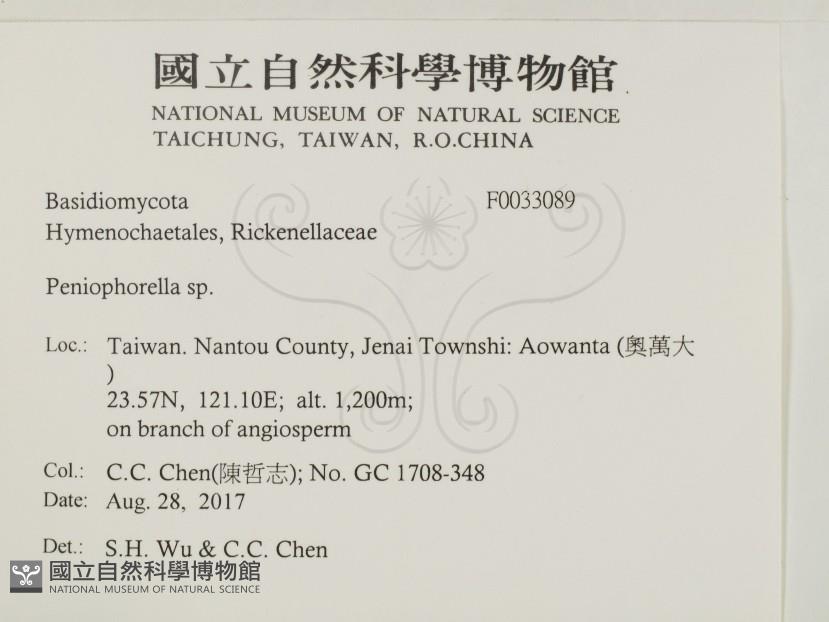 國立自然科學博物館
NATIONAL MUSEUM OF NATURAL SCIENCE
TAICHUNG, TAIWAN, R.O.CHINA
Basidiomycota F0033089
Hymenochaetales, Rickenellaceae
Peniophorella sp.
Loc.: Taiwan. Nantou County, Jenai Townshi: Aowanta (奧萬大
)
23.57N, 121.10E; alt. 1,200m;
on branch of angiosperm
Col.: C.C. Chen(陳哲志); No. GC 1708-348
Date: Aug. 28, 2017
Det.: S.H. Wu & C.C. Chen
國立自然科學博物館
NATIONAL MUSEUM OF NATURAL SCIENCE